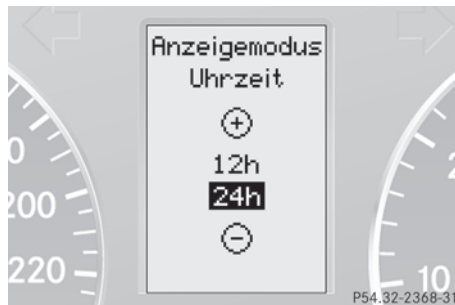 Anzeigemodus
Uhrzeit
+
12h
24h
-
200
220
10
P54.32-2368-31